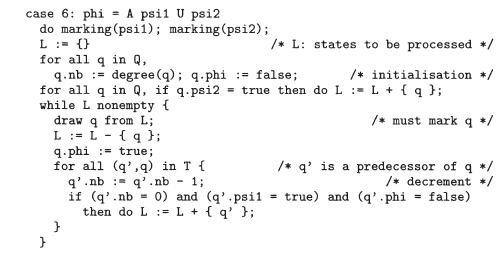 case 6: phi = A psi1 U psi2
do marking(psi1); marking(psi2);
L := {} /* L: states to be processed */
for all q in Q,
q.nb := degree(q); q.phi := false; /* initialisation */
for all q in Q, if q.psi2 = true then do L := L + { q };
while L nonempty {
draw q from L; /* must mark q */
L := L - { q };
q.phi := true;
for all (q',q) in T { /* q' is a predecessor of q */
q'.nb := q'.nb - 1; /* decrement */
if (q'.nb = 0) and (q'.psi1 = true) and (q'.phi = false)
then do L := L + { q' };
}
}